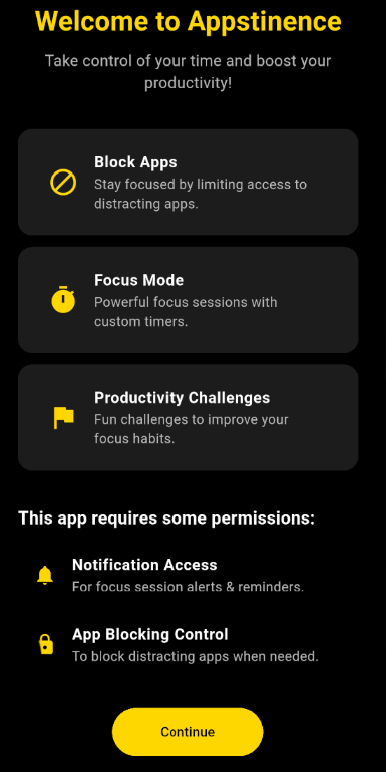 Welcome to Appstinence
Take control of your time and boost your
productivity!
Block Apps
Stay focused by limiting access to
distracting apps.
Focus Mode
Powerful focus sessions with
custom timers.
Productivity Challenges
Fun challenges to improve your
focus habits.
This app requires some permissions:
Notification Access
For focus session alerts & reminders.
App Blocking Control
To block distracting apps when needed.
Continue